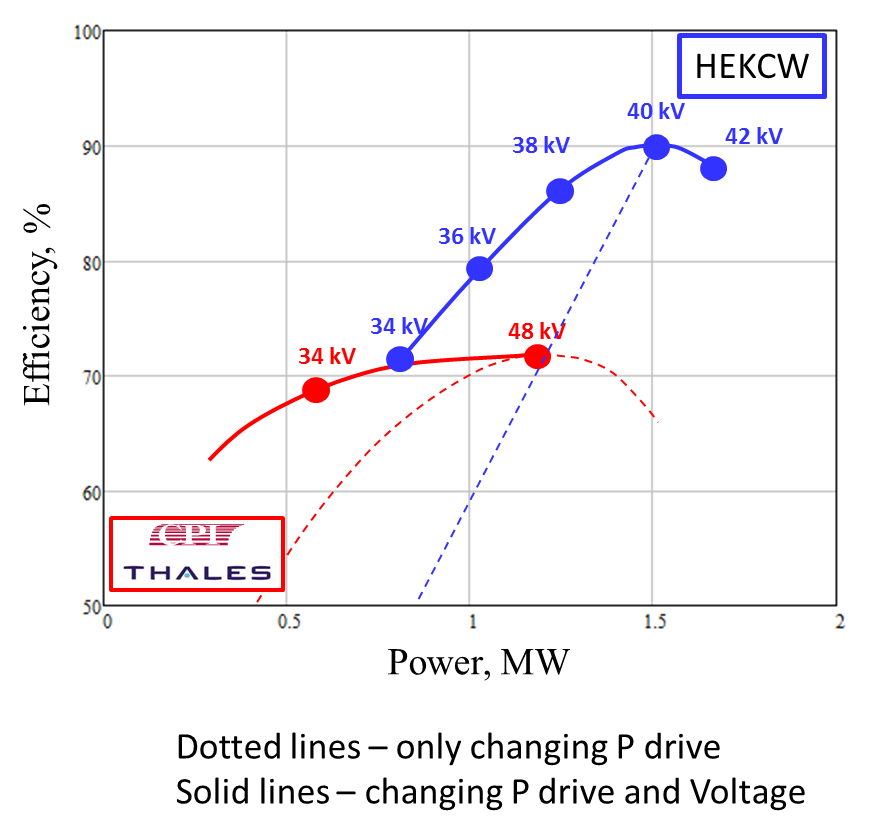 100
HEKCW
40 kV
42 kV
38 kV
90
36 kV
80
34 kV
48 kV
34 kV
70
Efficiency, %
60
CPI
THALES
50
0
0.5
1
1.5
2
Power, MW
Dotted lines – only changing P drive
Solid lines – changing P drive and Voltage